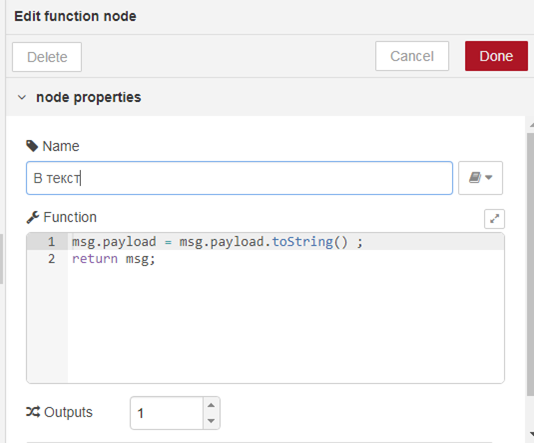 Edit function node
Delete Cancel Done
node properties
Name
В текст
Function
1 msg.payload = msg.payload.toString() ;
2 return msg;
Outputs 1